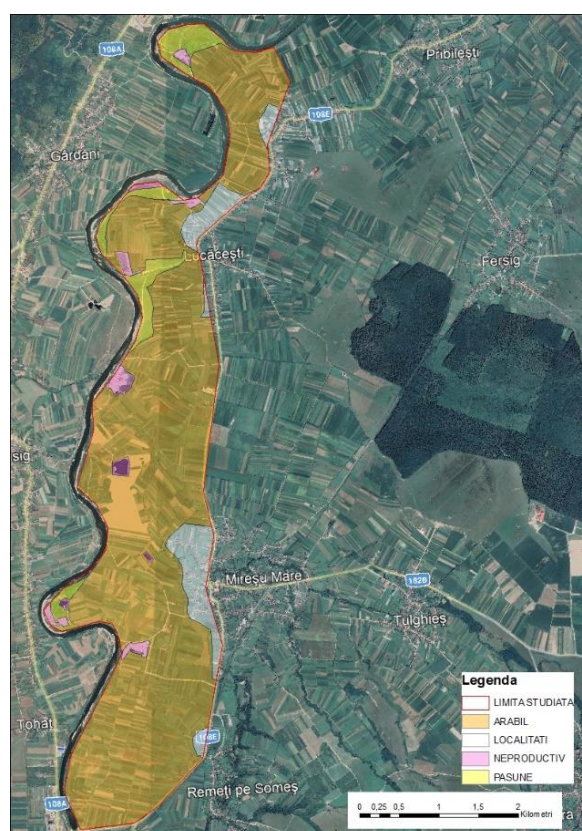 108A
Pribilești
108E
Gârdani
Lucăcești
Fersig
sig
Mireșu Mare
182B
Tulghieș
Tohat
108E
Remeți pe Someș
108A
Legenda
LIMITA STUDIATA
ARABIL
LOCALITATI
NEPRODUCTIV
PASUNE
0 0,25 0,5 1 1,5 2
Kilometri
ra